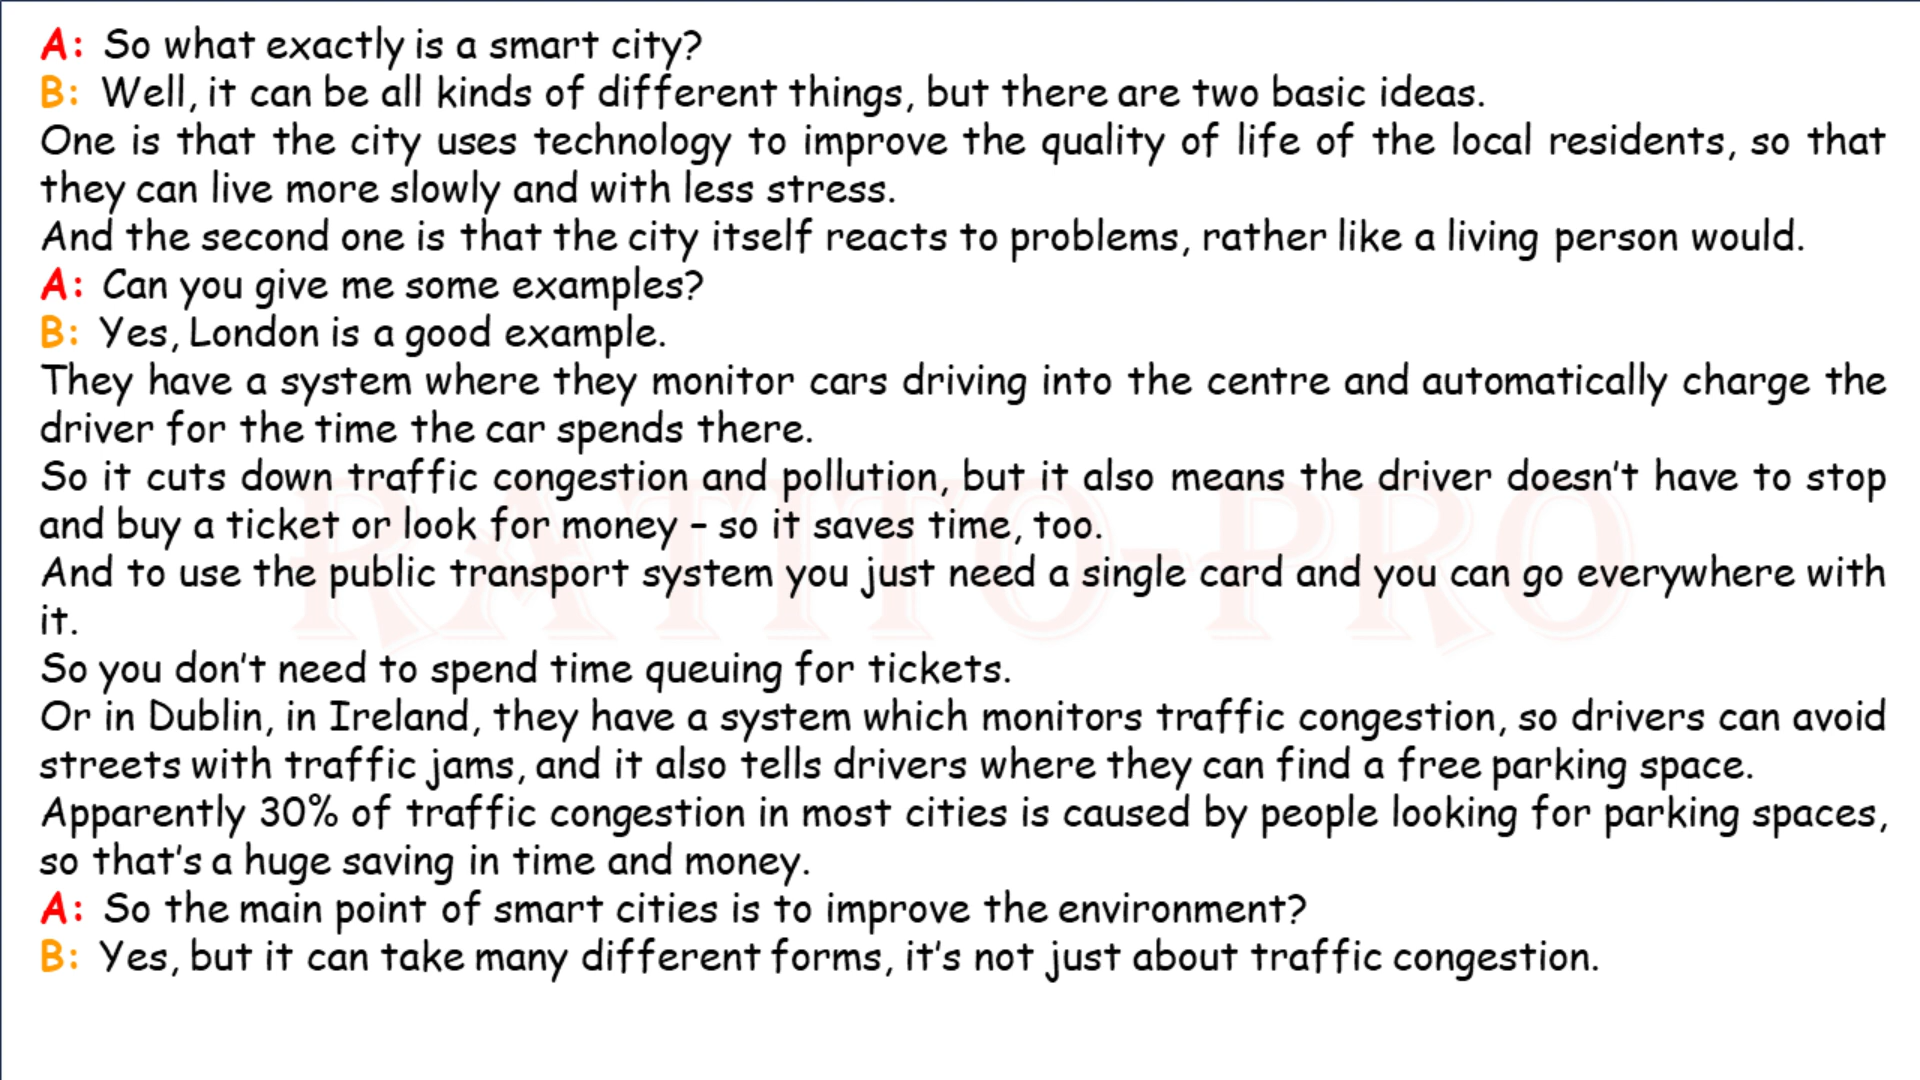 A: So what exactly is a smart city?
B: Well, it can be all kinds of different things, but there are two basic ideas.
One is that the city uses technology to improve the quality of life of the local residents, so that
they can live more slowly and with less stress.
And the second one is that the city itself reacts to problems, rather like a living person would.
A: Can you give me some examples?
B: Yes, London is a good example.
They have a system where they monitor cars driving into the centre and automatically charge the
driver for the time the car spends there.
So it cuts down traffic congestion and pollution, but it also means the driver doesn't have to stop
and buy a ticket or look for money – so it saves time, too.
And to use the public transport system you just need a single card and you can go everywhere with
it.
So you don't need to spend time queuing for tickets.
Or in Dublin, in Ireland, they have a system which monitors traffic congestion, so drivers can avoid
streets with traffic jams, and it also tells drivers where they can find a free parking space.
Apparently 30% of traffic congestion in most cities is caused by people looking for parking spaces,
so that's a huge saving in time and money.
A: So the main point of smart cities is to improve the environment?
B: Yes, but it can take many different forms, it's not just about traffic congestion.
RATITO-PRO